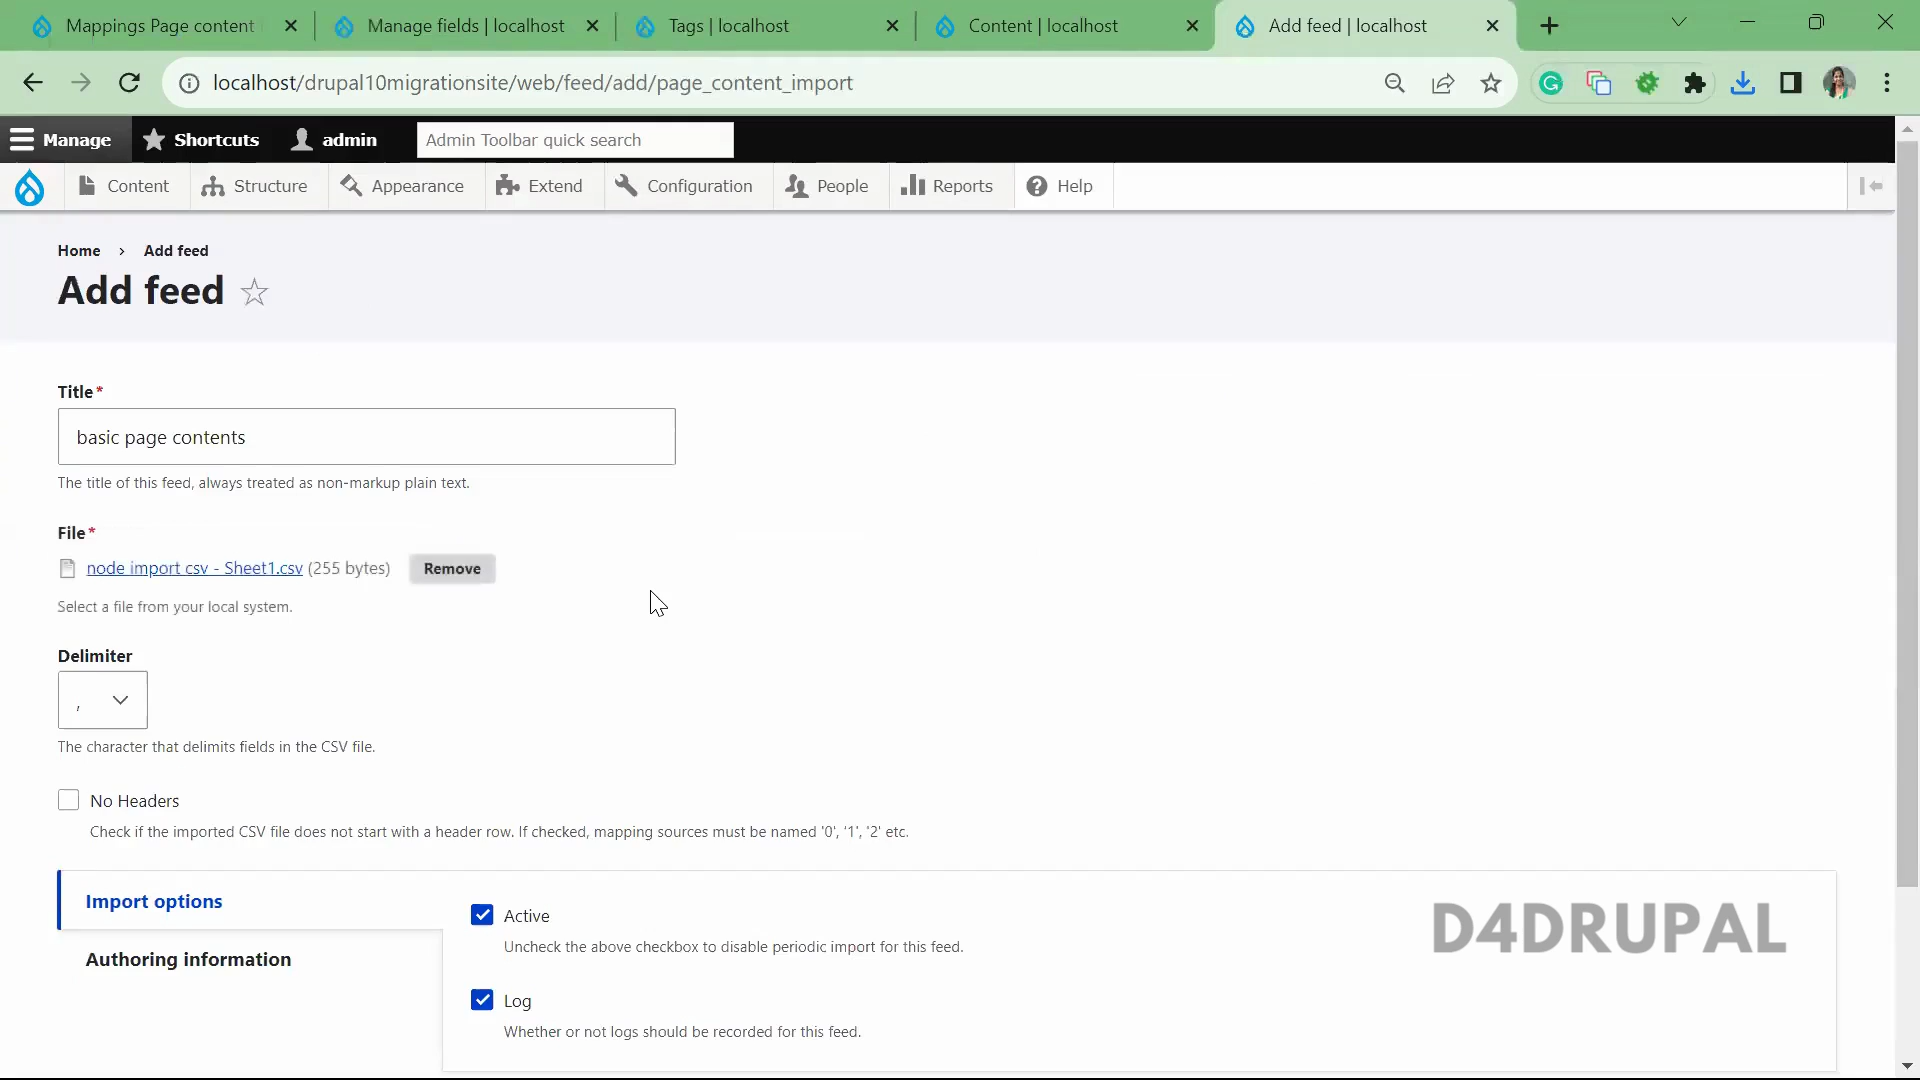 Mappings Page content
Manage fields | localhost
Tags | localhost
Content | localhost
Add feed | localhost
localhost/drupal10migrationsite/web/feed/add/page_content_import
Manage
Shortcuts
admin
Admin Toolbar quick search
Content
Structure
Appearance
Extend
Configuration
People
Reports
Help
Home › Add feed
Add feed
Title*
basic page contents
The title of this feed, always treated as non-markup plain text.
File*
node import csv - Sheet1.csv (255 bytes) Remove
Select a file from your local system.
Delimiter
,
The character that delimits fields in the CSV file.
No Headers
Check if the imported CSV file does not start with a header row. If checked, mapping sources must be named '0', '1', '2' etc.
Import options
Authoring information
Active
Uncheck the above checkbox to disable periodic import for this feed.
Log
Whether or not logs should be recorded for this feed.
D4DRUPAL